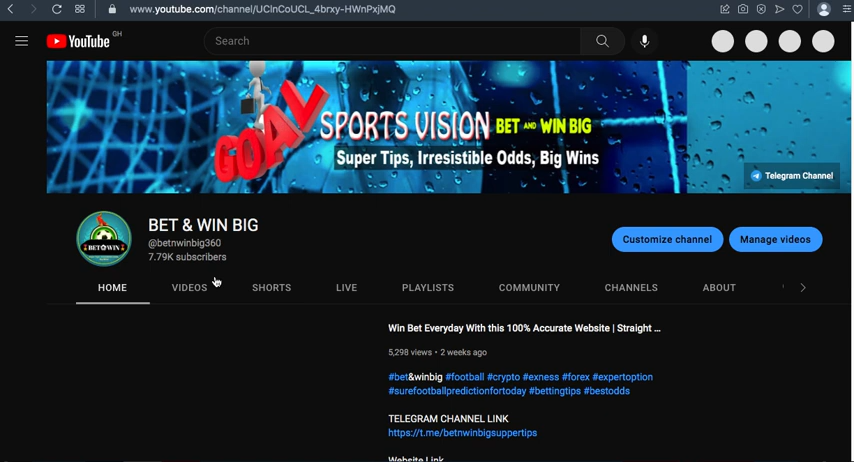 www.youtube.com/channel/UClnCoUCL_4brxy-HWnPxjMQ
YouTube GH
Search
GOAL
SPORTS VISION BET AND WIN BIG
Super Tips, Irresistible Odds, Big Wins
Telegram Channel
BET & WIN
BET & WIN BIG
@betnwinbig360
7.79K subscribers
Customize channel
Manage videos
HOME VIDEOS SHORTS LIVE PLAYLISTS COMMUNITY CHANNELS ABOUT
Win Bet Everyday With this 100% Accurate Website | Straight ...
5,298 views • 2 weeks ago
#bet&winbig #football #crypto #exness #forex #expertoption
#surefootballpredictionfortoday #bettingtips #bestodds
TELEGRAM CHANNEL LINK
https://t.me/betnwinbigsuppertips
Website Link